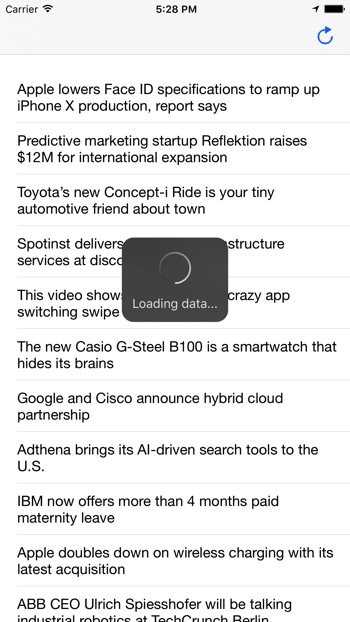 Carrier 5:28 PM
Apple lowers Face ID specifications to ramp up
iPhone X production, report says
Predictive marketing startup Reflektion raises
$12M for international expansion
Toyota's new Concept-i Ride is your tiny
automotive friend about town
Spotinst delivers structure
services at disco
This video show crazy app
switching swipe
Loading data...
The new Casio G-Steel B100 is a smartwatch that
hides its brains
Google and Cisco announce hybrid cloud
partnership
Adthena brings its AI-driven search tools to the
U.S.
IBM now offers more than 4 months paid
maternity leave
Apple doubles down on wireless charging with its
latest acquisition
ABB CEO Ulrich Spiesshofer will be talking
industrial robotics at TechCrunch Berlin